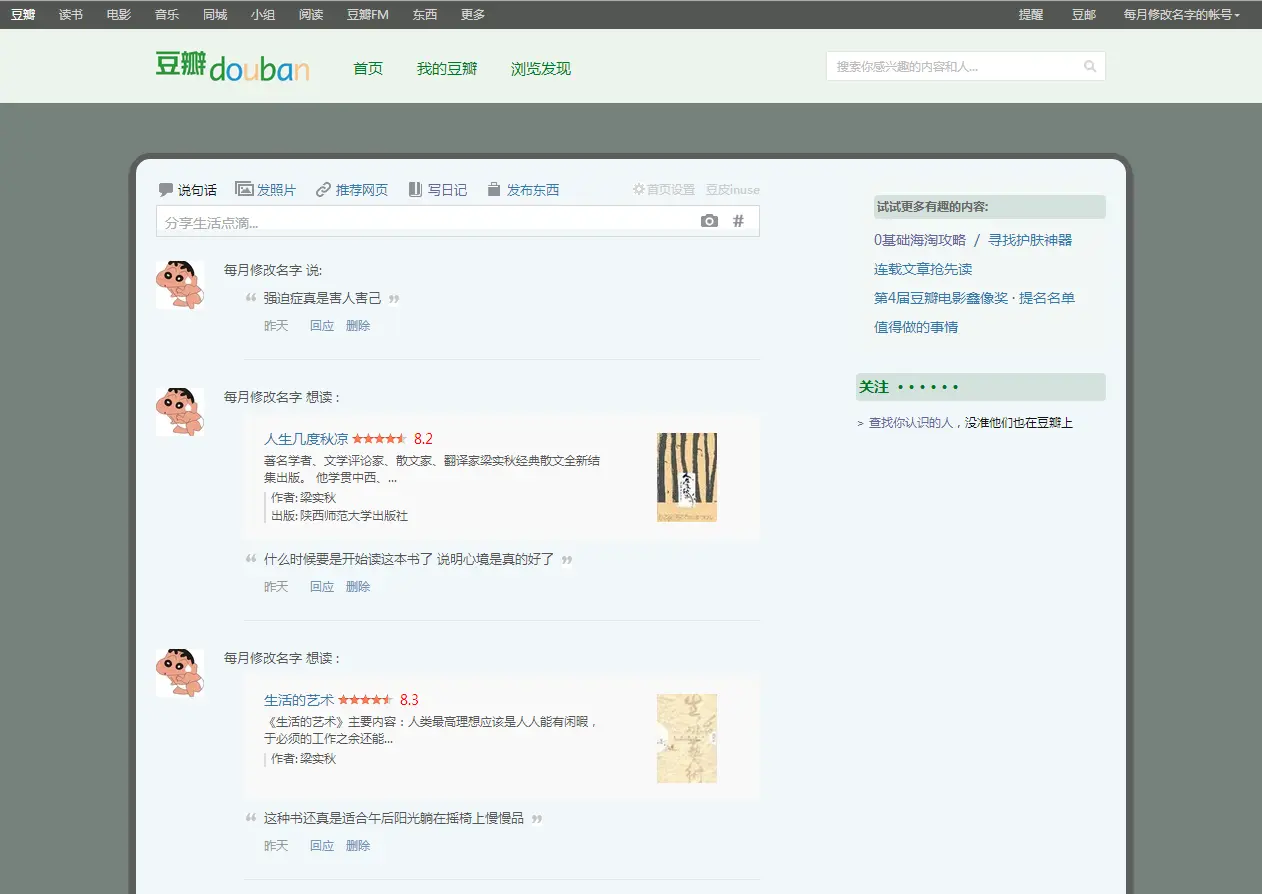 豆瓣 读书 电影 音乐 同城 小组 阅读 豆瓣FM 东西 更多 提醒 豆邮 每月修改名字的帐号
豆瓣douban 首页 我的豆瓣 浏览发现 搜索你感兴趣的内容和人...
说句话 发照片 推荐网页 写日记 发布东西 首页设置 豆皮inuse
分享生活点滴... #
每月修改名字 说:
“ 强迫症真是害人害己 ”
昨天 回应 删除
每月修改名字 想读 :
人生几度秋凉 8.2
著名学者、文学评论家、散文家、翻译家梁实秋经典散文全新结
集出版。 他学贯中西、...
作者: 梁实秋
出版: 陕西师范大学出版社
“ 什么时候要是开始读这本书了 说明心境是真的好了 ”
昨天 回应 删除
每月修改名字 想读 :
生活的艺术 8.3
《生活的艺术》主要内容：人类最高理想应该是人人能有闲暇，
于必须的工作之余还能...
作者: 梁实秋
“ 这种书还真是适合午后阳光躺在摇椅上慢慢品 ”
昨天 回应 删除
试试更多有趣的内容:
0基础海淘攻略 / 寻找护肤神器
连载文章抢先读
第4届豆瓣电影鑫像奖 · 提名名单
值得做的事情
关注 · · · · · ·
> 查找你认识的人，没准他们也在豆瓣上